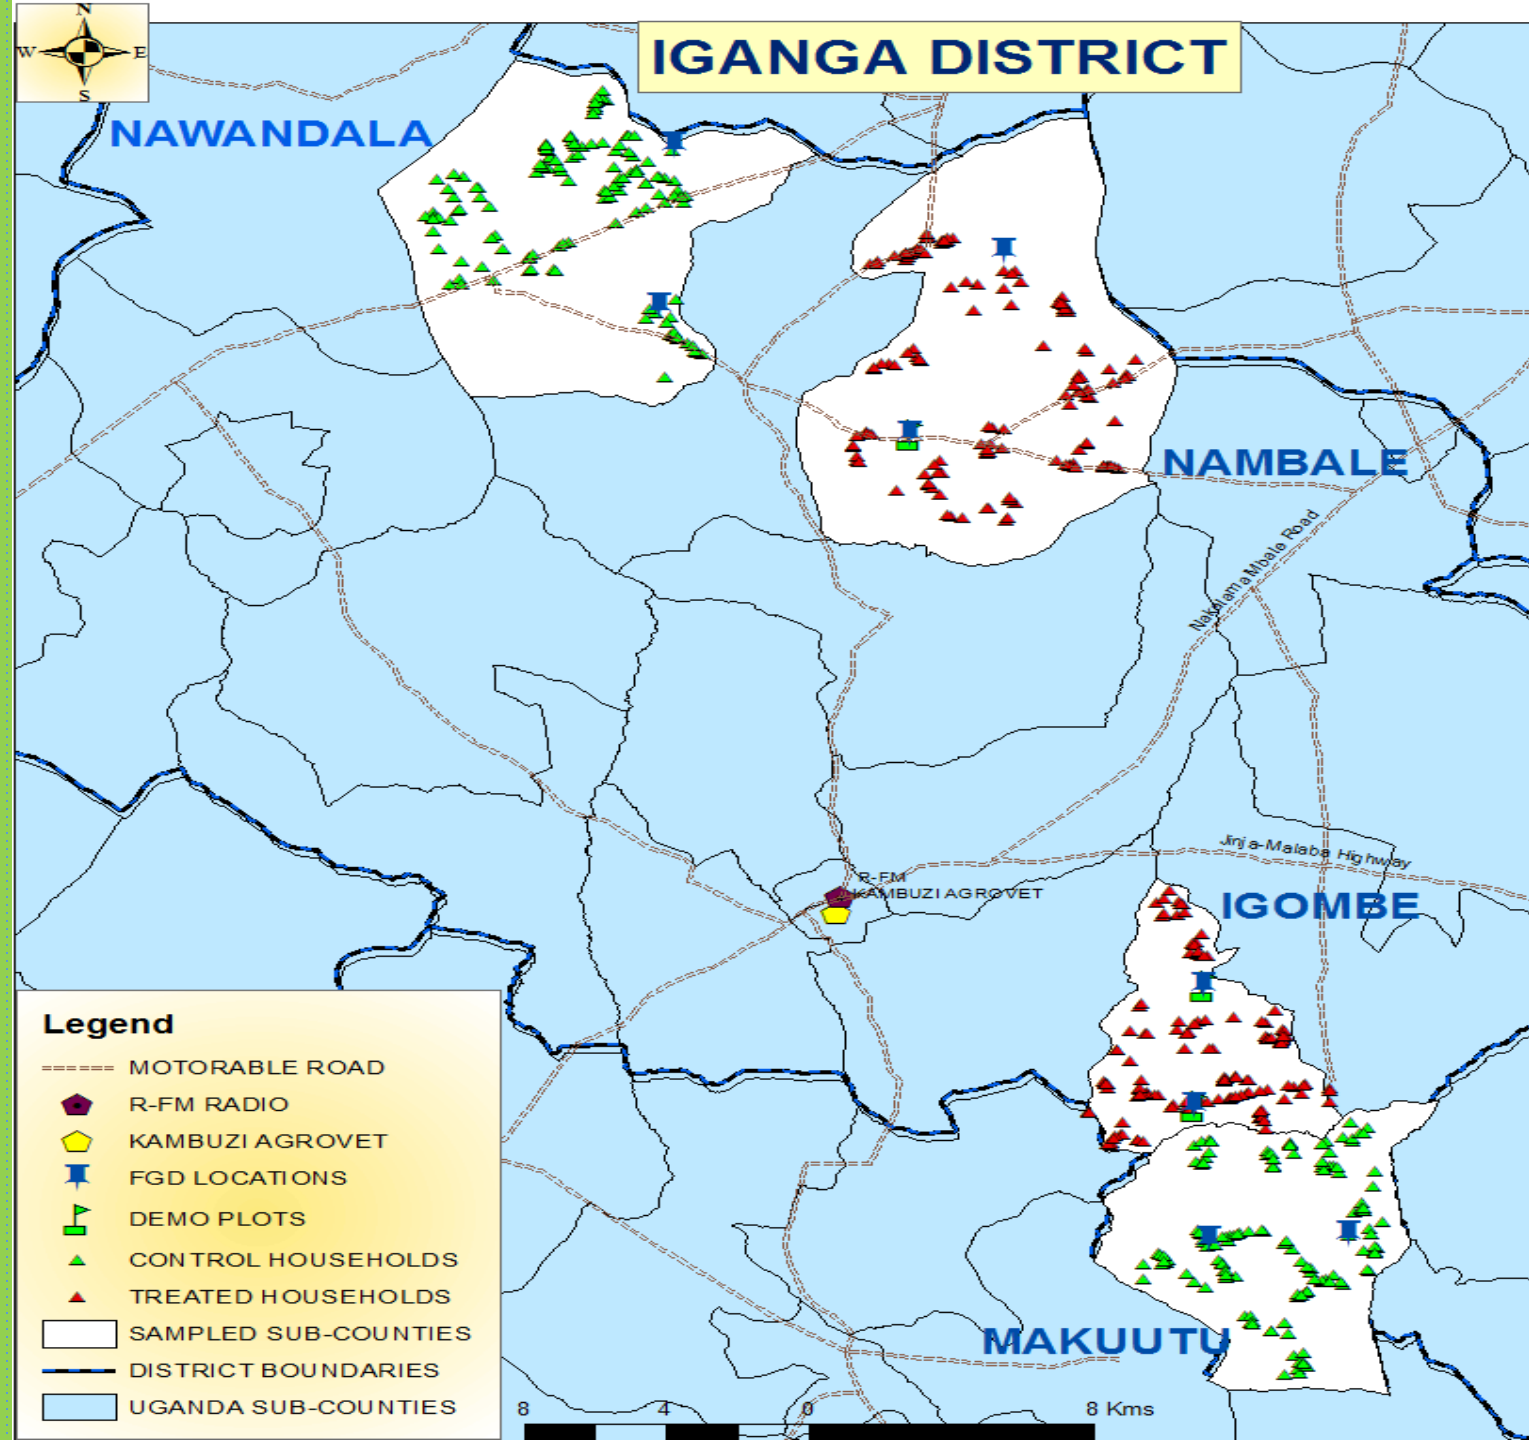 N
W E
S
IGANGA DISTRICT
NAWANDALA
NAMBALE
Nakalama Mbale Road
Jinja-Malaba Highway
R-FM
KAMBUZI AGROVET
IGOMBE
MAKUUTU
Legend
MOTORABLE ROAD
R-FM RADIO
KAMBUZI AGROVET
FGD LOCATIONS
DEMO PLOTS
CONTROL HOUSEHOLDS
TREATED HOUSEHOLDS
SAMPLED SUB-COUNTIES
DISTRICT BOUNDARIES
UGANDA SUB-COUNTIES
8 4 0 8 Kms